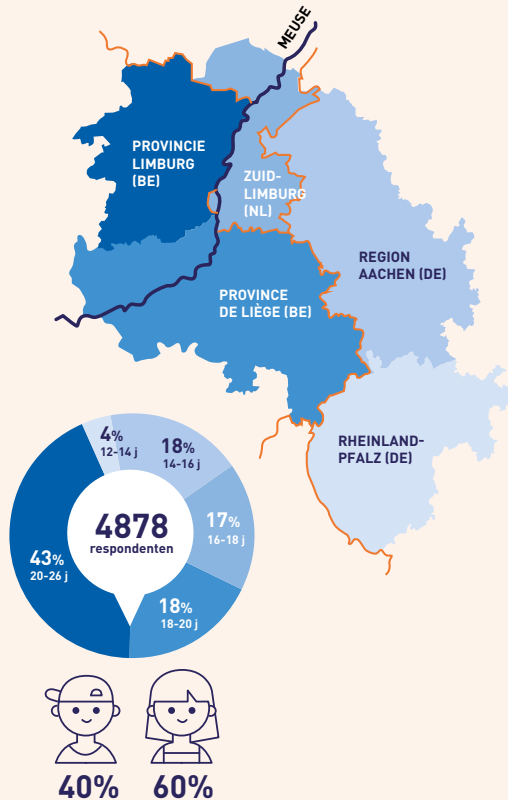 MEUSE
PROVINCIE
LIMBURG
(BE)
ZUID-
LIMBURG
(NL)
REGION
AACHEN (DE)
PROVINCE
DE LIÈGE (BE)
RHEINLAND-
PFALZ (DE)
4%
12-14 j
18%
14-16 j
17%
16-18 j
18%
18-20 j
43%
20-26 j
4878
respondenten
40%
60%